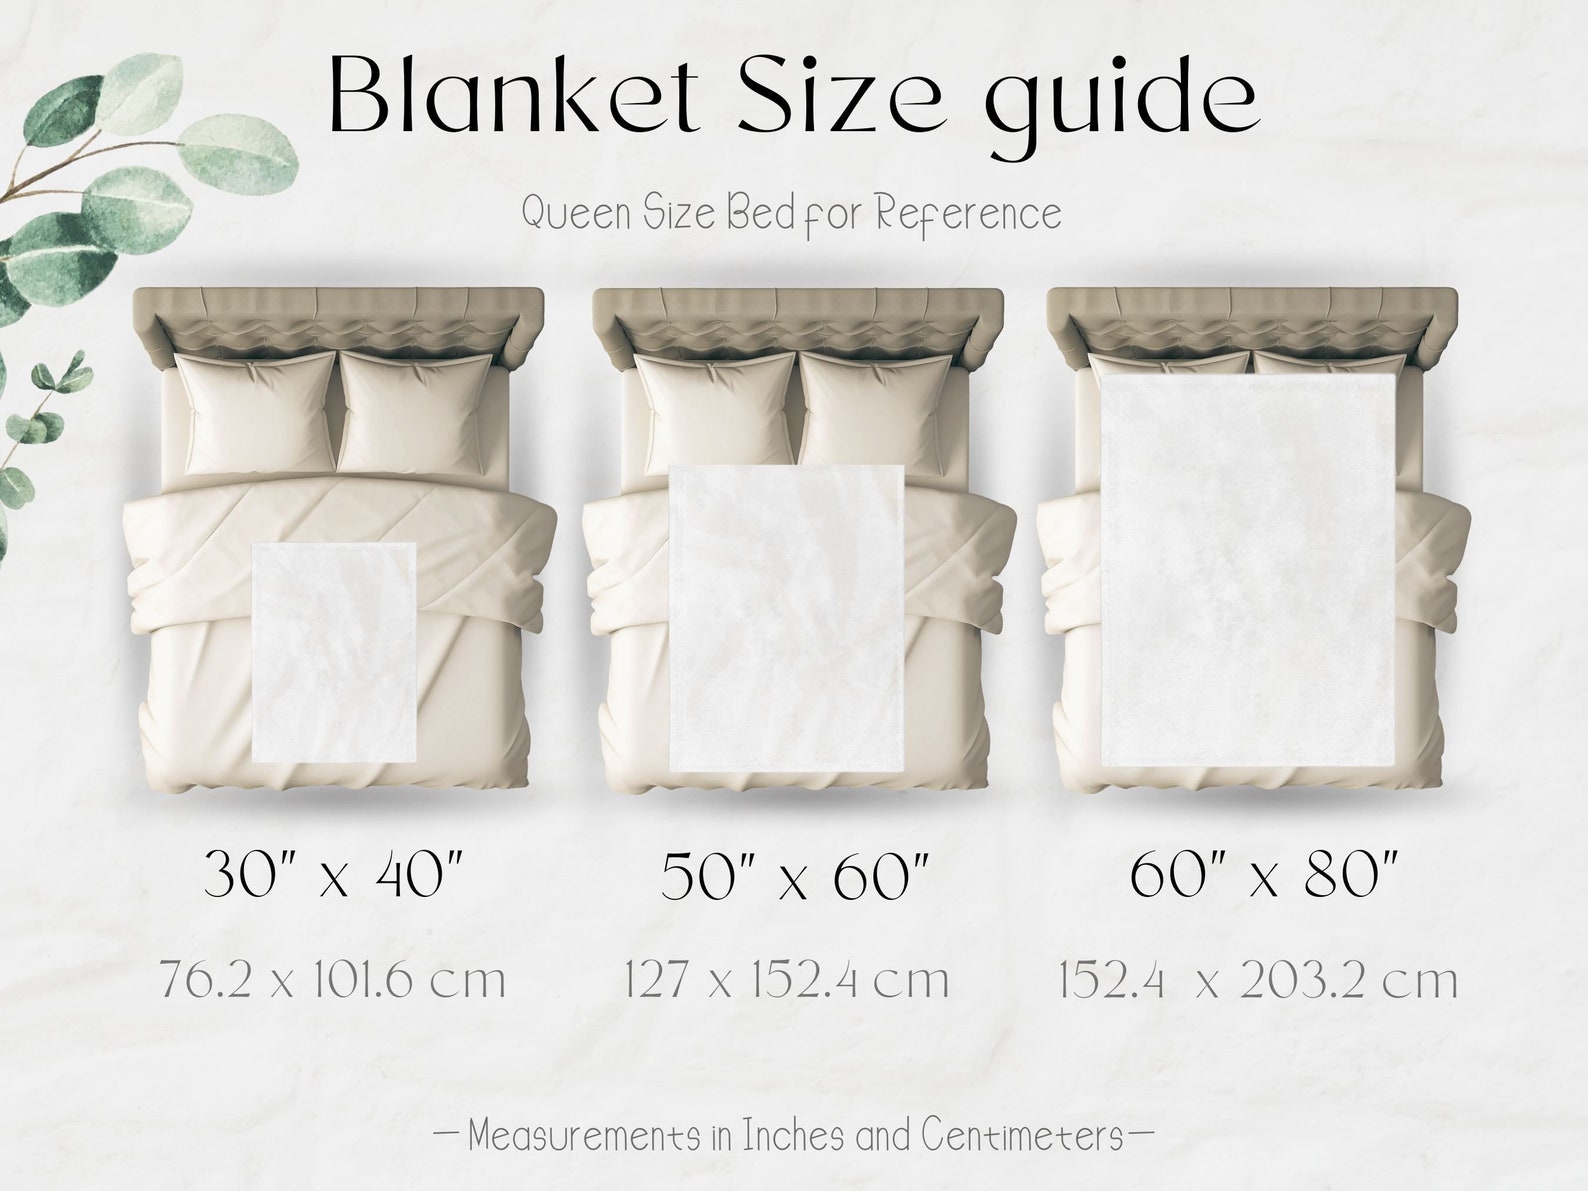 Blanket Size guide
Queen Size Bed for Reference
30" x 40"
50" x 60"
60" x 80"
76.2 x 101.6 cm
127 x 152.4 cm
152.4 x 203.2 cm
— Measurements in Inches and Centimeters—